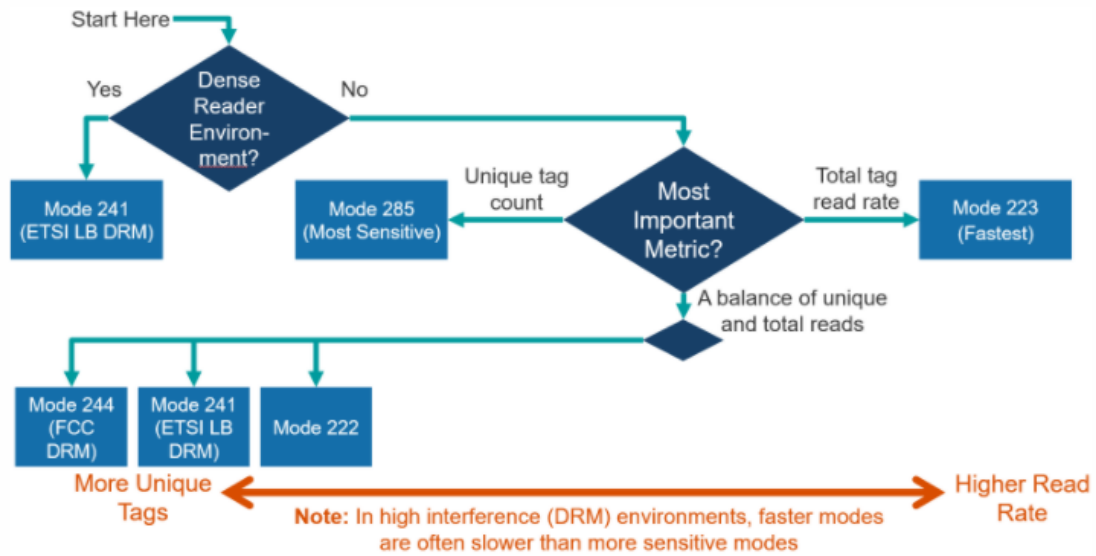 Start Here
Yes
Dense
Reader
Environ-
ment?
No
Mode 241
(ETSI LB DRM)
Unique tag
count
Mode 285
(Most Sensitive)
Most
Important
Metric?
Total tag
read rate
Mode 223
(Fastest)
A balance of unique
and total reads
Mode 244
(FCC
DRM)
Mode 241
(ETSI LB
DRM)
Mode 222
More Unique
Tags
Higher Read
Rate
Note: In high interference (DRM) environments, faster modes
are often slower than more sensitive modes